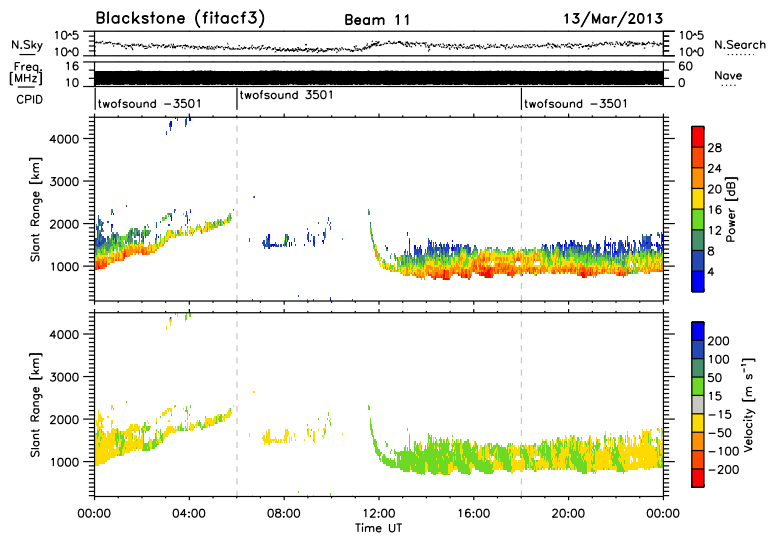 Blackstone (fitacf3) Beam 11 13/Mar/2013
N.Sky 10^5 10^0 10^5 10^0 N.Search
Freq. [MHz] 16 10 60 0 Nave
CPID twofsound -3501 twofsound 3501 twofsound -3501
Slant Range [km]
4000
3000
2000
1000
28
24
20
16
12
8
4
Power [dB]
Slant Range [km]
4000
3000
2000
1000
200
100
50
15
-15
-50
-100
-200
Velocity [m s^-1]
00:00 04:00 08:00 12:00 16:00 20:00 00:00
Time UT